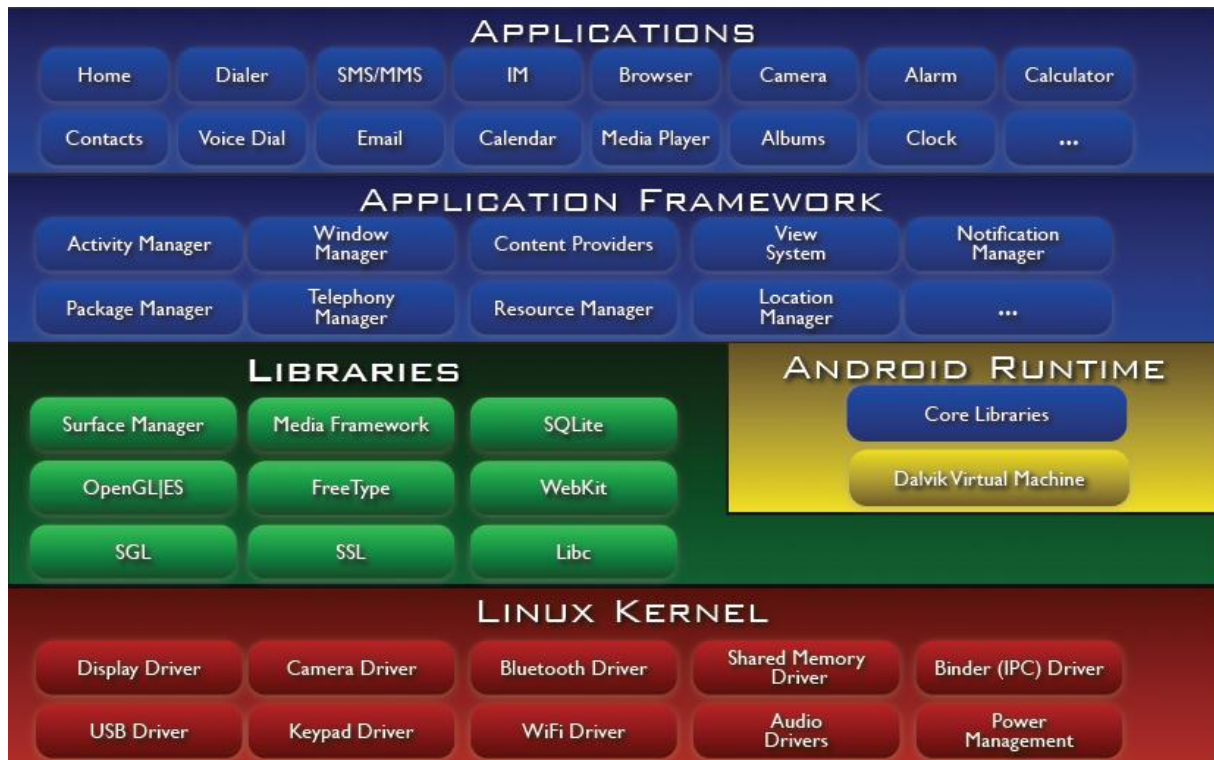 APPLICATIONS
Home Dialer SMS/MMS IM Browser Camera Alarm Calculator
Contacts Voice Dial Email Calendar Media Player Albums Clock ...
APPLICATION FRAMEWORK
Activity Manager
Window
Manager
Content Providers
View
System
Notification
Manager
Package Manager
Telephony
Manager
Resource Manager
Location
Manager
...
LIBRARIES
Surface Manager Media Framework SQLite
OpenGL|ES FreeType WebKit
SGL SSL Libc
ANDROID RUNTIME
Core Libraries
Dalvik Virtual Machine
LINUX KERNEL
Display Driver
Camera Driver
Bluetooth Driver
Shared Memory
Driver
Binder (IPC) Driver
USB Driver
Keypad Driver
WiFi Driver
Audio
Drivers
Power
Management